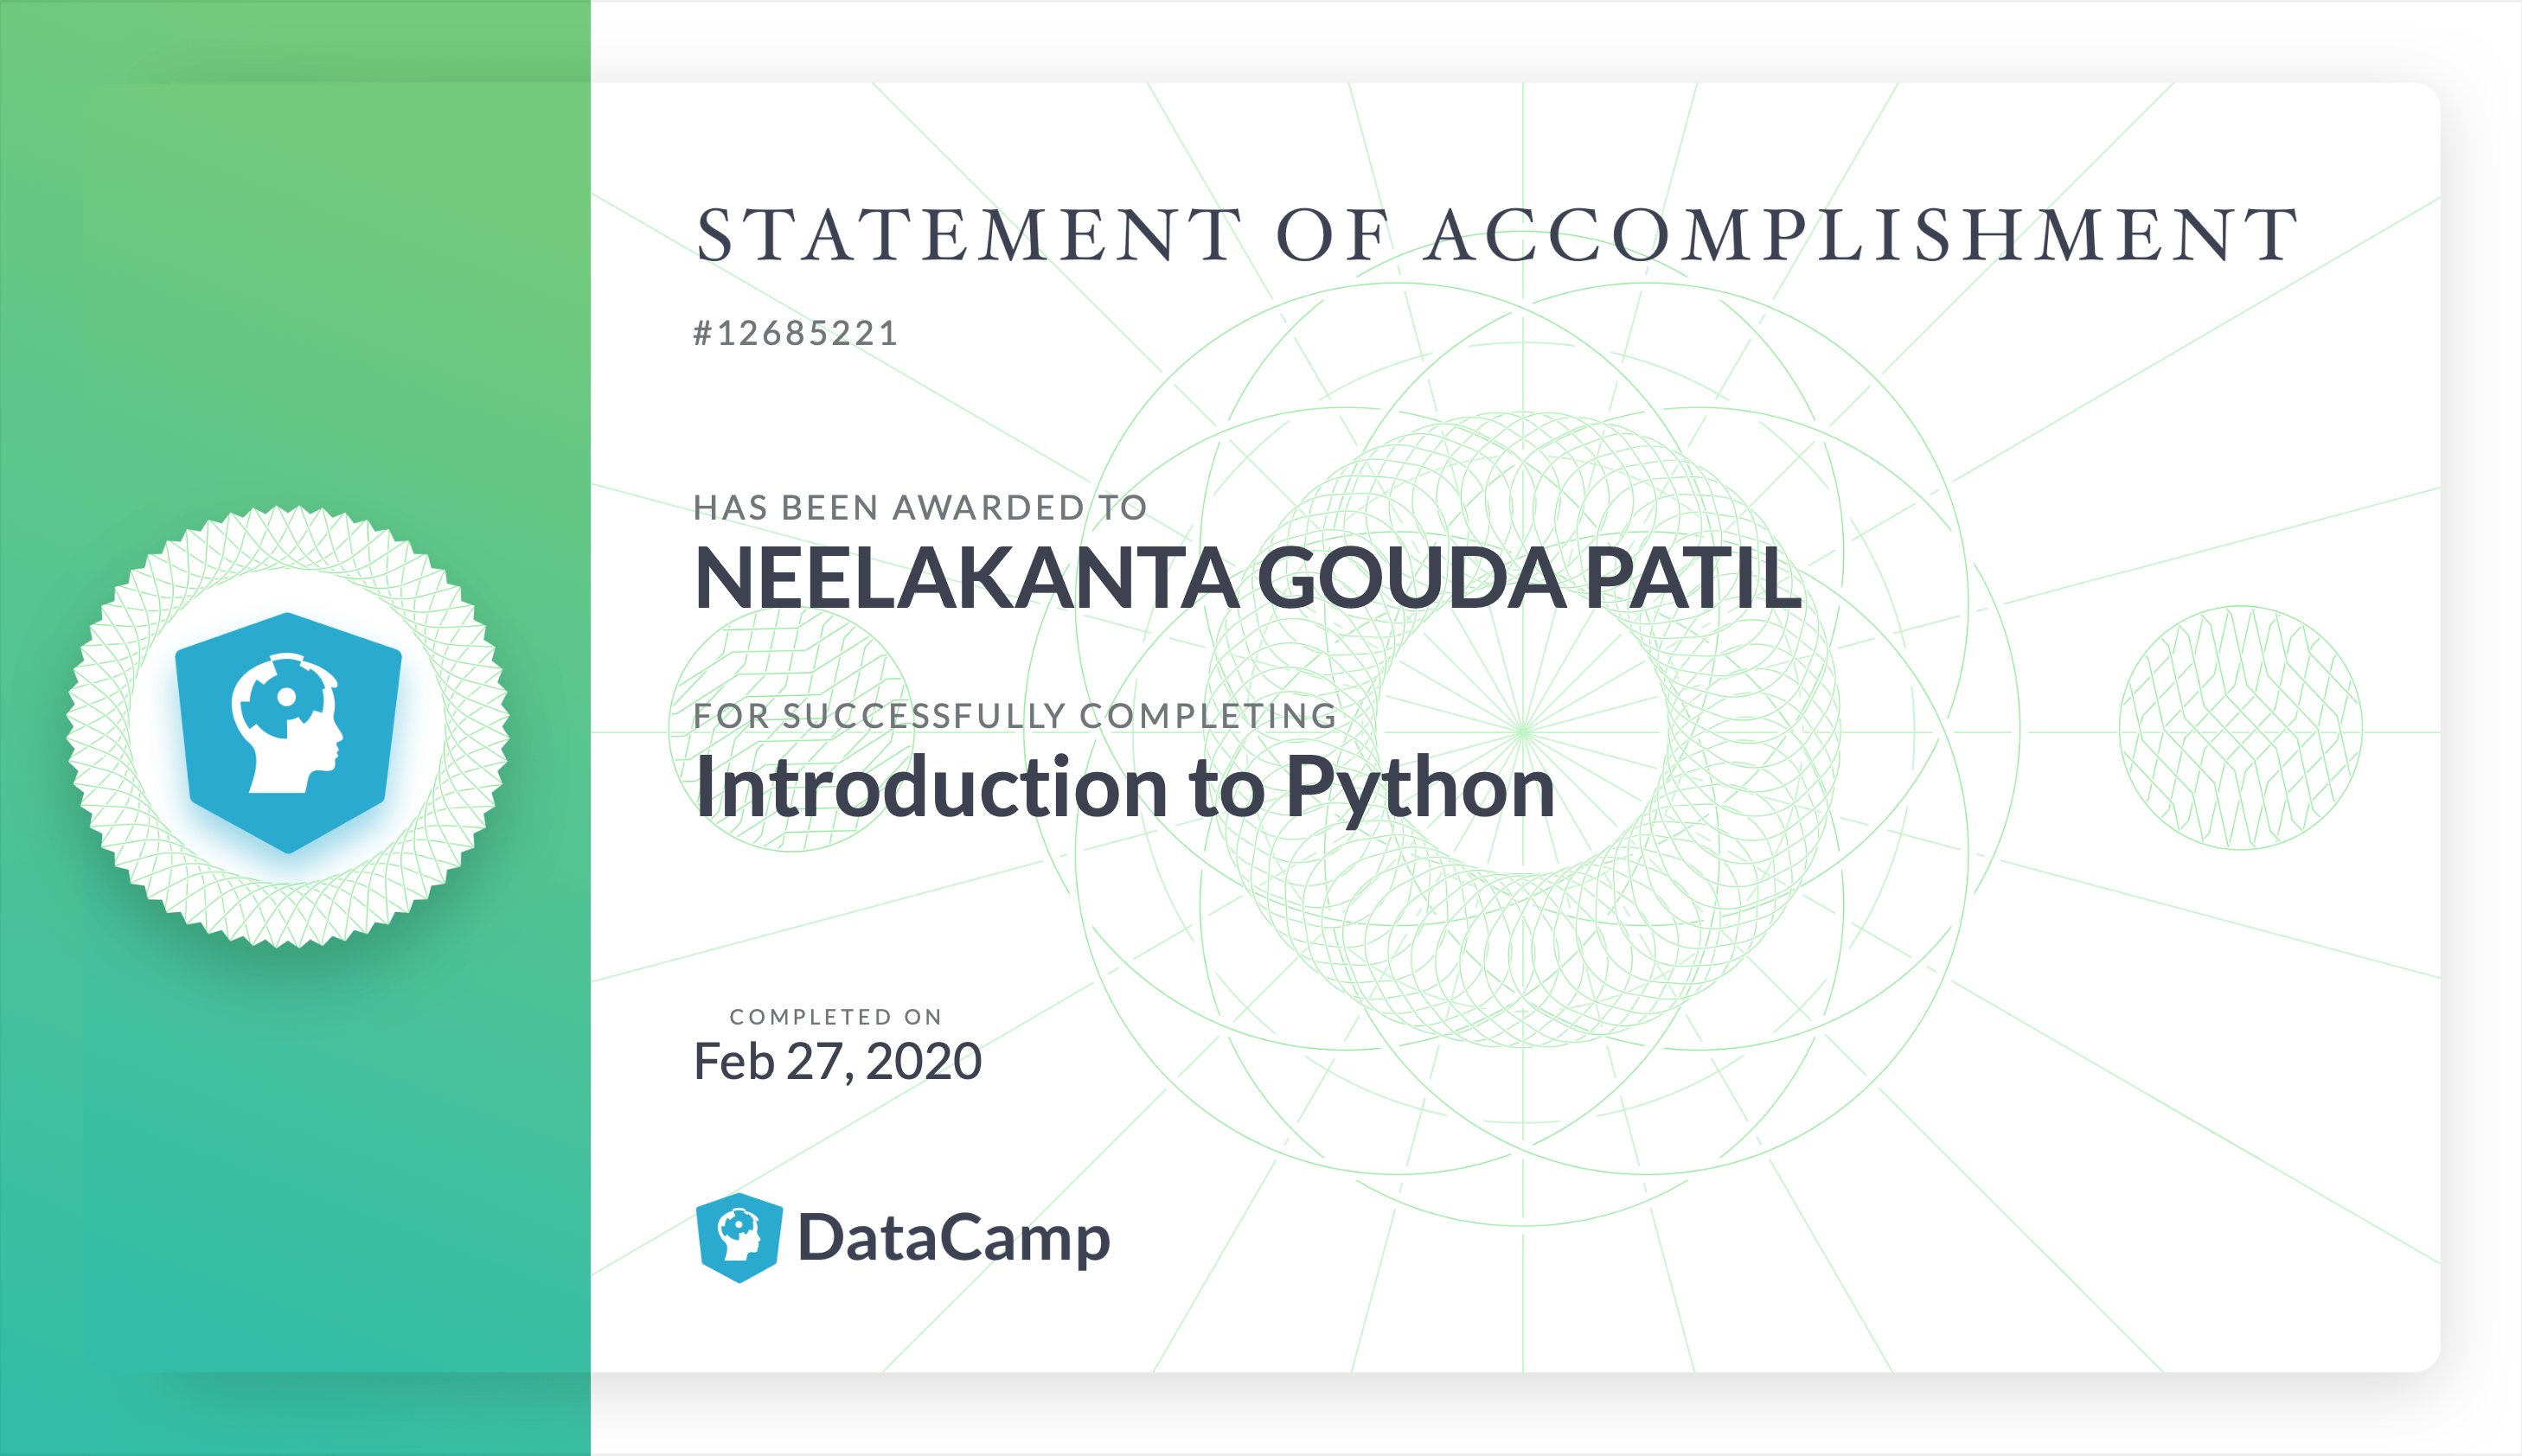 STATEMENT OF ACCOMPLISHMENT
#12685221
HAS BEEN AWARDED TO
NEELAKANTA GOUDA PATIL
FOR SUCCESSFULLY COMPLETING
Introduction to Python
COMPLETED ON
Feb 27, 2020
DataCamp